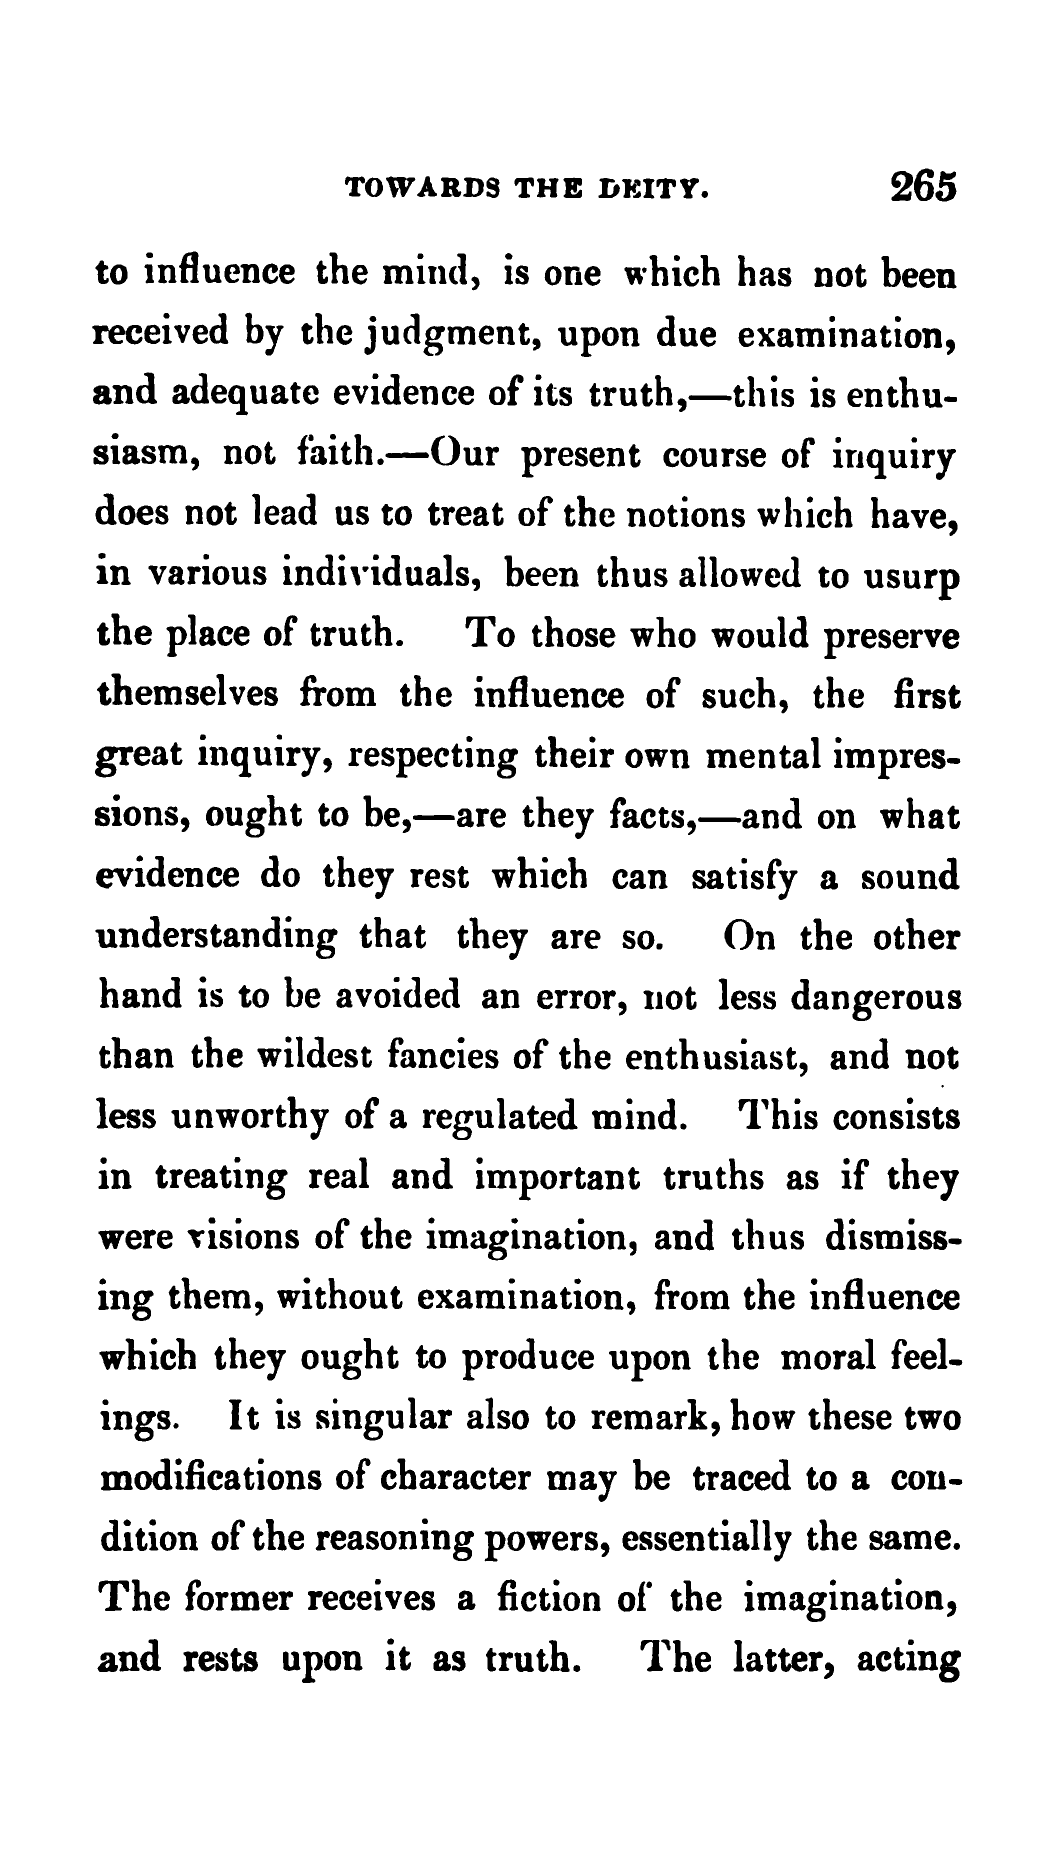 TOWARDS THE DEITY. 265
to influence the mind, is one which has not been
received by the judgment, upon due examination,
and adequate evidence of its truth,—this is enthu-
siasm, not faith.—Our present course of inquiry
does not lead us to treat of the notions which have,
in various individuals, been thus allowed to usurp
the place of truth. To those who would preserve
themselves from the influence of such, the first
great inquiry, respecting their own mental impres-
sions, ought to be,—are they facts,—and on what
evidence do they rest which can satisfy a sound
understanding that they are so. On the other
hand is to be avoided an error, not less dangerous
than the wildest fancies of the enthusiast, and not
less unworthy of a regulated mind. This consists
in treating real and important truths as if they
were visions of the imagination, and thus dismiss-
ing them, without examination, from the influence
which they ought to produce upon the moral feel-
ings. It is singular also to remark, how these two
modifications of character may be traced to a con-
dition of the reasoning powers, essentially the same.
The former receives a fiction of the imagination,
and rests upon it as truth. The latter, acting